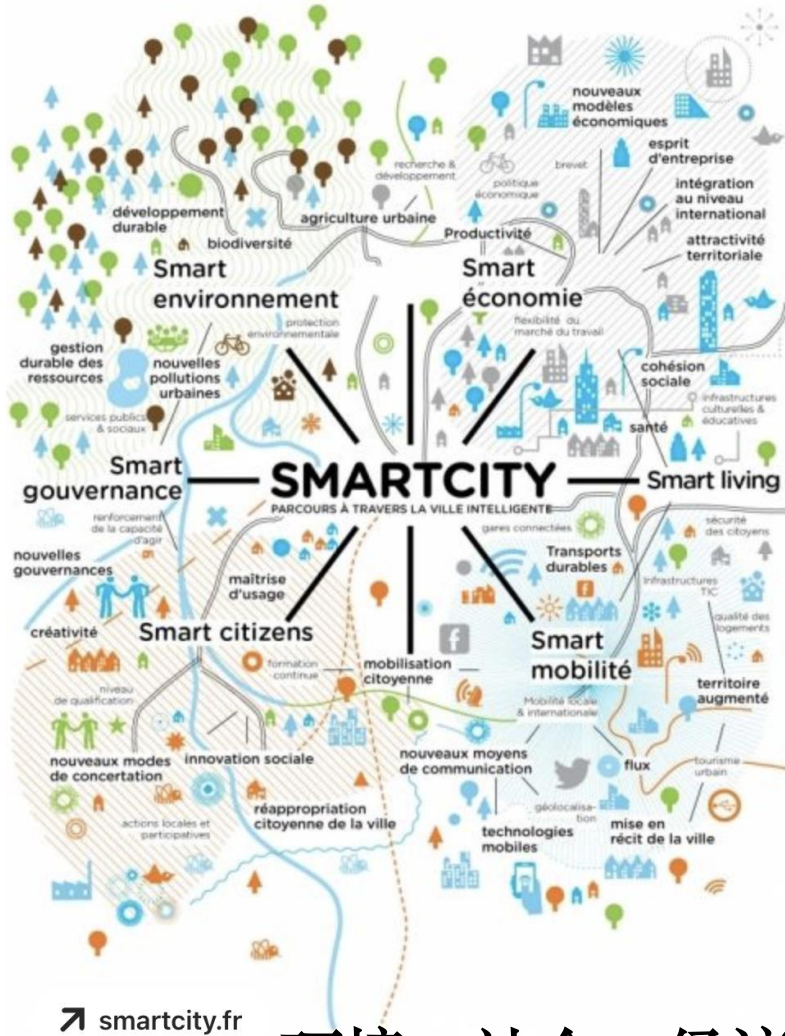 nouveaux
modèles
économiques
esprit
d'entreprise
brevet
recherche &
développement
politique
économique
intégration
au niveau
international
développement
durable
agriculture urbaine
Productivité
attractivité
territoriale
biodiversité
Smart
environnement
Smart
économie
protection
environnementale
flexibilité du
marché du travail
gestion
durable des
ressources
nouvelles
pollutions
urbaines
cohésion
sociale
infrastructures
culturelles &
éducatives
services publics
& sociaux
santé
Smart
gouvernance
SMARTCITY
PARCOURS À TRAVERS LA VILLE INTELLIGENTE
Smart living
renforcement
de la capacité
d'agir
gares connectées
sécurité
des citoyens
nouvelles
gouvernances
Transports
durables
maîtrise
d'usage
Infrastructures
TIC
qualité des
logements
créativité
Smart citizens
Smart
mobilité
formation
continue
mobilisation
citoyenne
niveau
de qualification
territoire
augmenté
Mobilité locale
& internationale
nouveaux modes
de concertation
innovation sociale
nouveaux moyens
de communication
flux
tourisme
urbain
réappropriation
citoyenne de la ville
géolocalisa-
tion
actions locales et
participatives
technologies
mobiles
mise en
récit de la ville
smartcity.fr